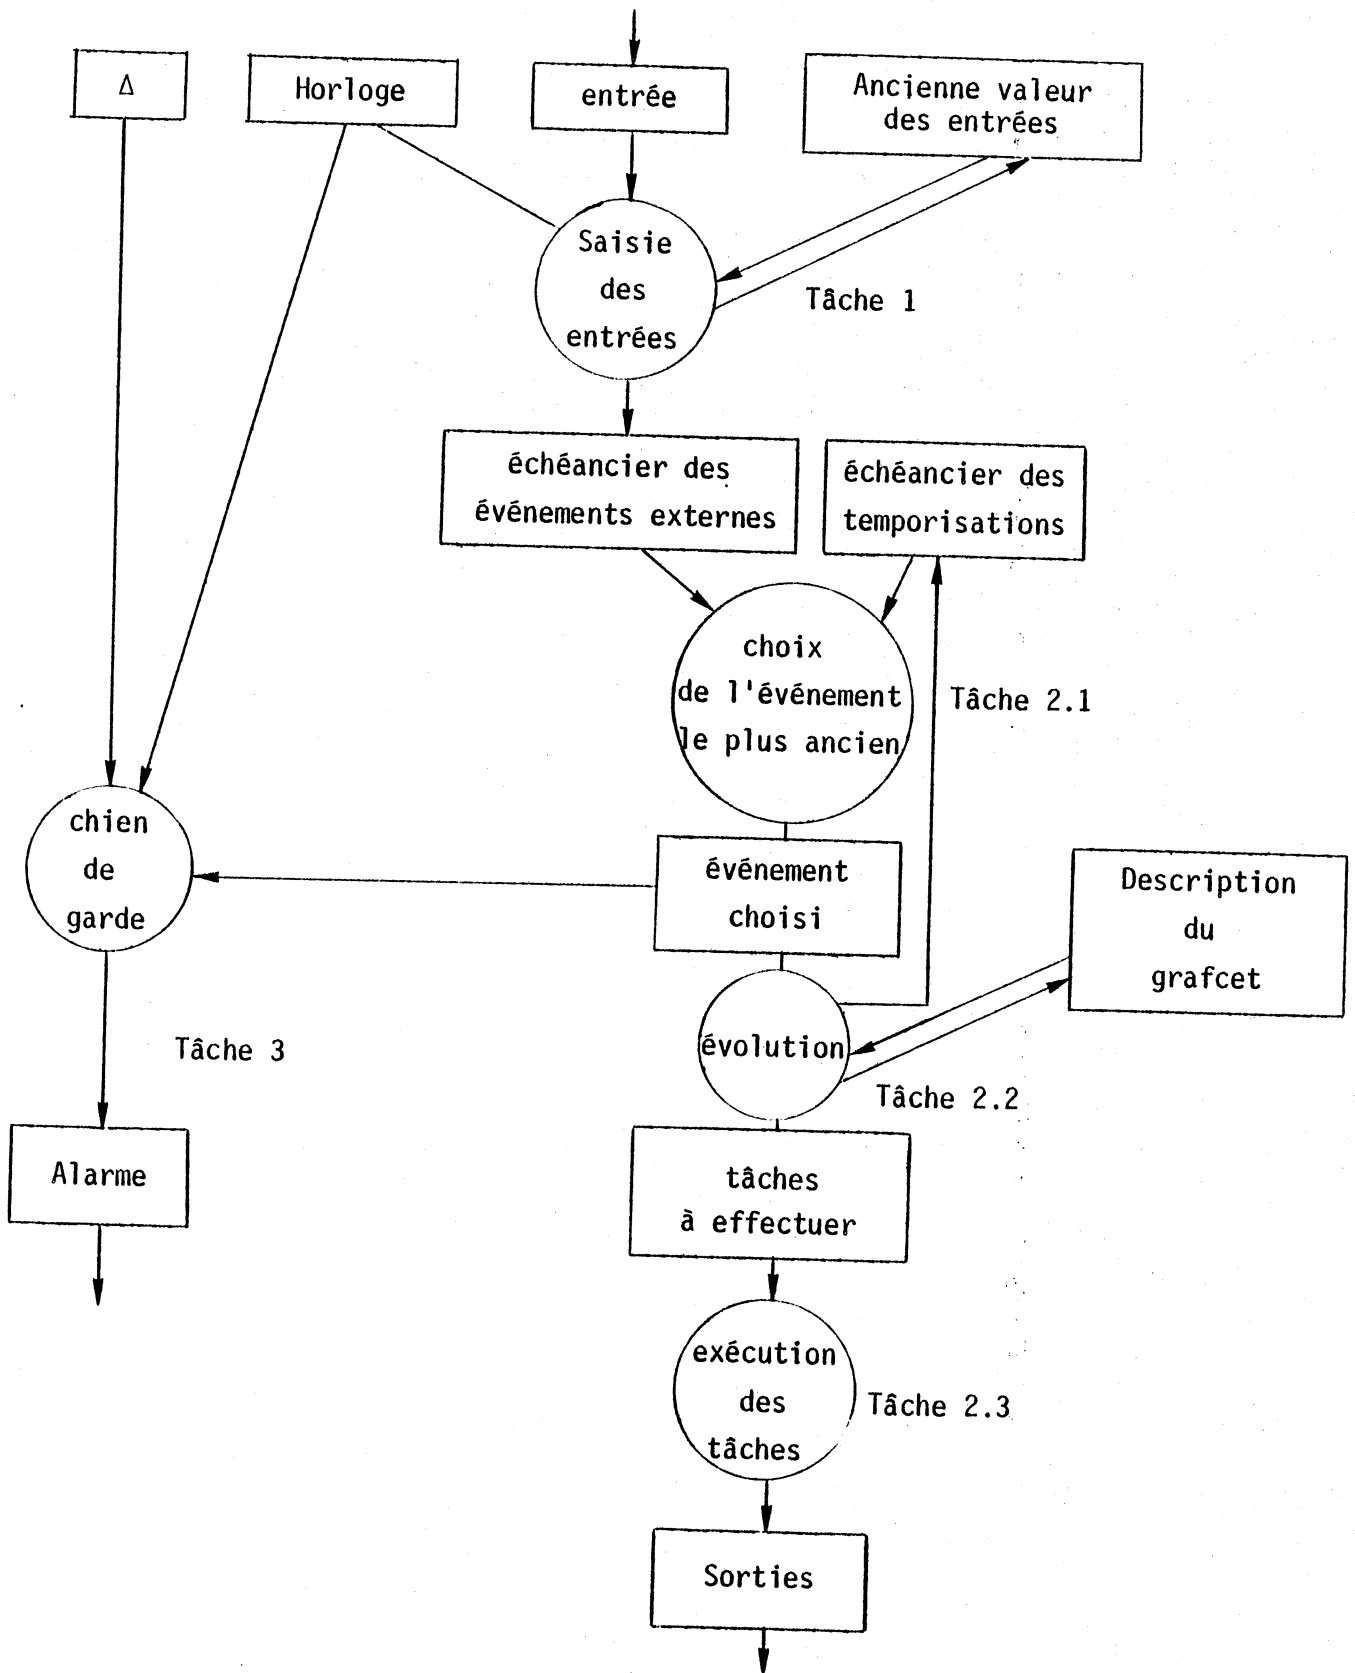 Δ
Horloge
entrée
Ancienne valeur
des entrées
Saisie
des
entrées
Tâche 1
échéancier des
événements externes
échéancier des
temporisations
choix
de l'événement
le plus ancien
Tâche 2.1
chien
de
garde
événement
choisi
Description
du
grafcet
évolution
Tâche 3
Tâche 2.2
Alarme
tâches
à effectuer
exécution
des
tâches
Tâche 2.3
Sorties